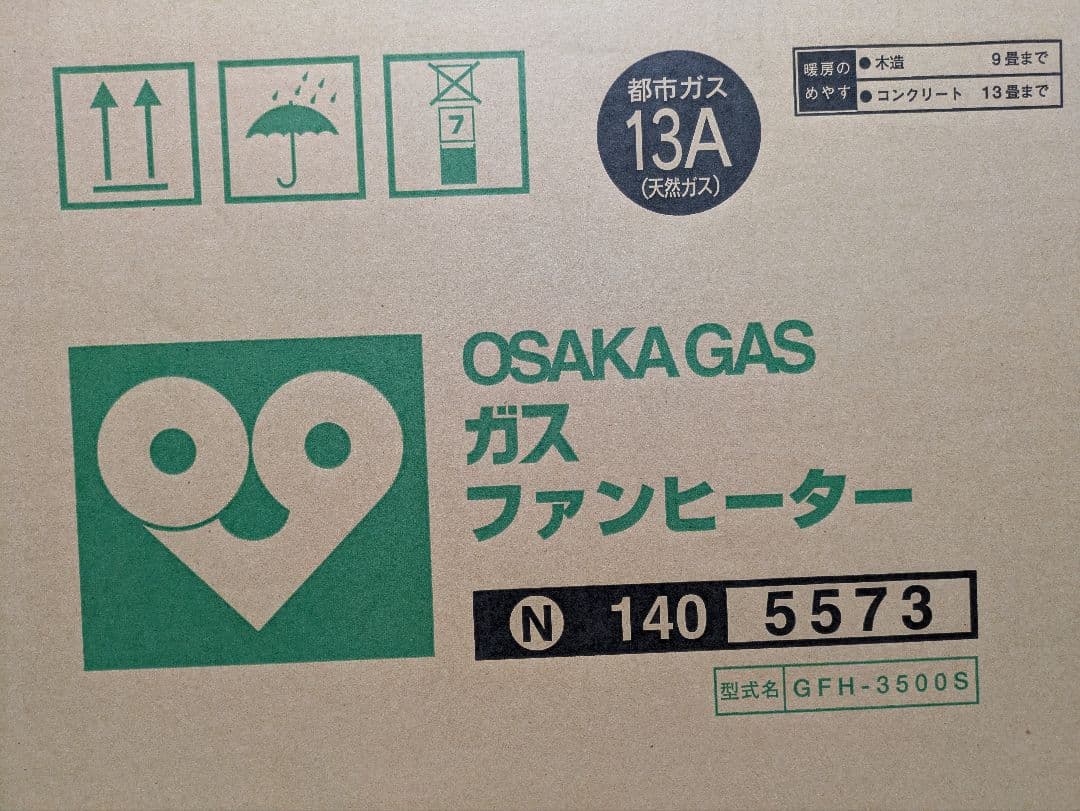 7
都市ガス
13A
(天然ガス)
暖房の
めやす
●木造 9畳まで
●コンクリート 13畳まで
OSAKA GAS
ガス
ファンヒーター
N 140 5573
型式名 GFH-3500S